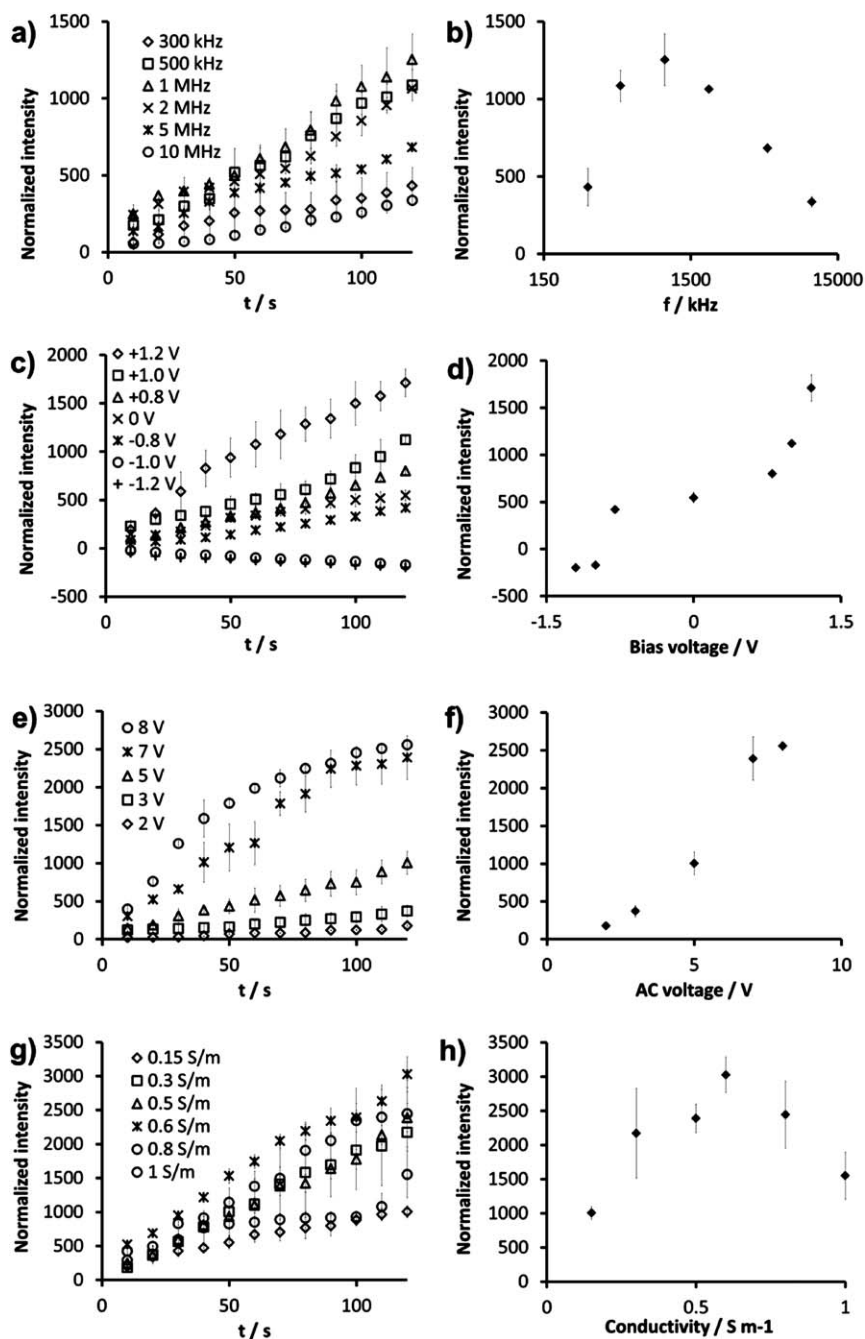 a)
Normalized intensity
1500
1000
500
0
300 kHz
500 kHz
1 MHz
2 MHz
5 MHz
10 MHz
0
50
100
t / s
b)
Normalized intensity
1500
1000
500
0
150
1500
15000
f / kHz
c)
Normalized intensity
2000
1500
1000
500
0
-500
+1.2 V
+1.0 V
+0.8 V
0 V
-0.8 V
-1.0 V
-1.2 V
0
50
100
t / s
d)
Normalized intensity
2000
1500
1000
500
0
-500
-1.5
0
1.5
Bias voltage / V
e)
Normalized intensity
3000
2500
2000
1500
1000
500
0
8 V
7 V
5 V
3 V
2 V
0
50
100
t / s
f)
Normalized intensity
3000
2500
2000
1500
1000
500
0
0
5
10
AC voltage / V
g)
Normalized intensity
3500
3000
2500
2000
1500
1000
500
0
0.15 S/m
0.3 S/m
0.5 S/m
0.6 S/m
0.8 S/m
1 S/m
0
50
100
t / s
h)
Normalized intensity
3500
3000
2500
2000
1500
1000
500
0
0
0.5
1
Conductivity / S m-1